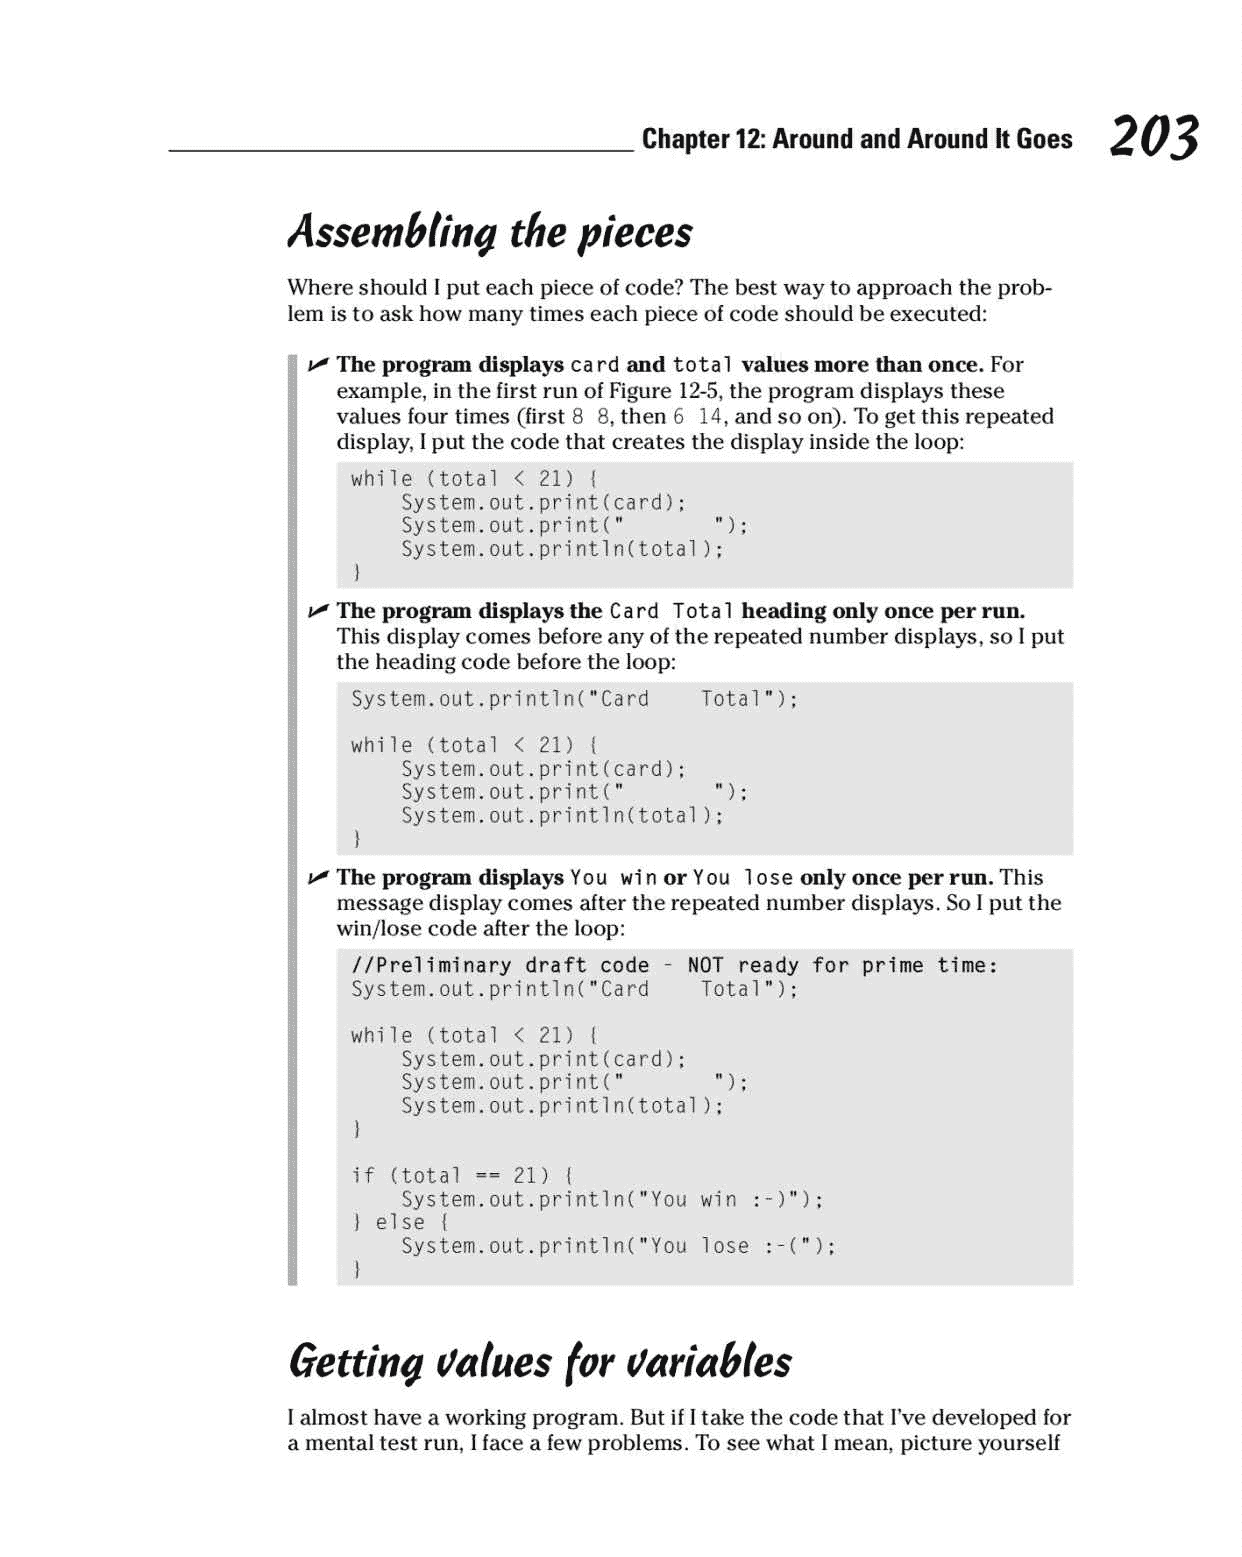 Chapter 12: Around and Around It Goes 203
Assembling the pieces
Where should I put each piece of code? The best way to approach the prob-
lem is to ask how many times each piece of code should be executed:
✓ The program displays card and total values more than once. For
example, in the first run of Figure 12-5, the program displays these
values four times (first 8 8, then 6 14, and so on). To get this repeated
display, I put the code that creates the display inside the loop:
while (total < 21) {
    System.out.print(card);
    System.out.print("       ");
    System.out.println(total);
}
✓ The program displays the Card Total heading only once per run.
This display comes before any of the repeated number displays, so I put
the heading code before the loop:
System.out.println("Card    Total");
while (total < 21) {
    System.out.print(card);
    System.out.print("       ");
    System.out.println(total);
}
✓ The program displays You win or You lose only once per run. This
message display comes after the repeated number displays. So I put the
win/lose code after the loop:
//Preliminary draft code - NOT ready for prime time:
System.out.println("Card    Total");
while (total < 21) {
    System.out.print(card);
    System.out.print("       ");
    System.out.println(total);
}
if (total == 21) {
    System.out.println("You win :-)");
} else {
    System.out.println("You lose :-(");
}
Getting values for variables
I almost have a working program. But if I take the code that I've developed for
a mental test run, I face a few problems. To see what I mean, picture yourself